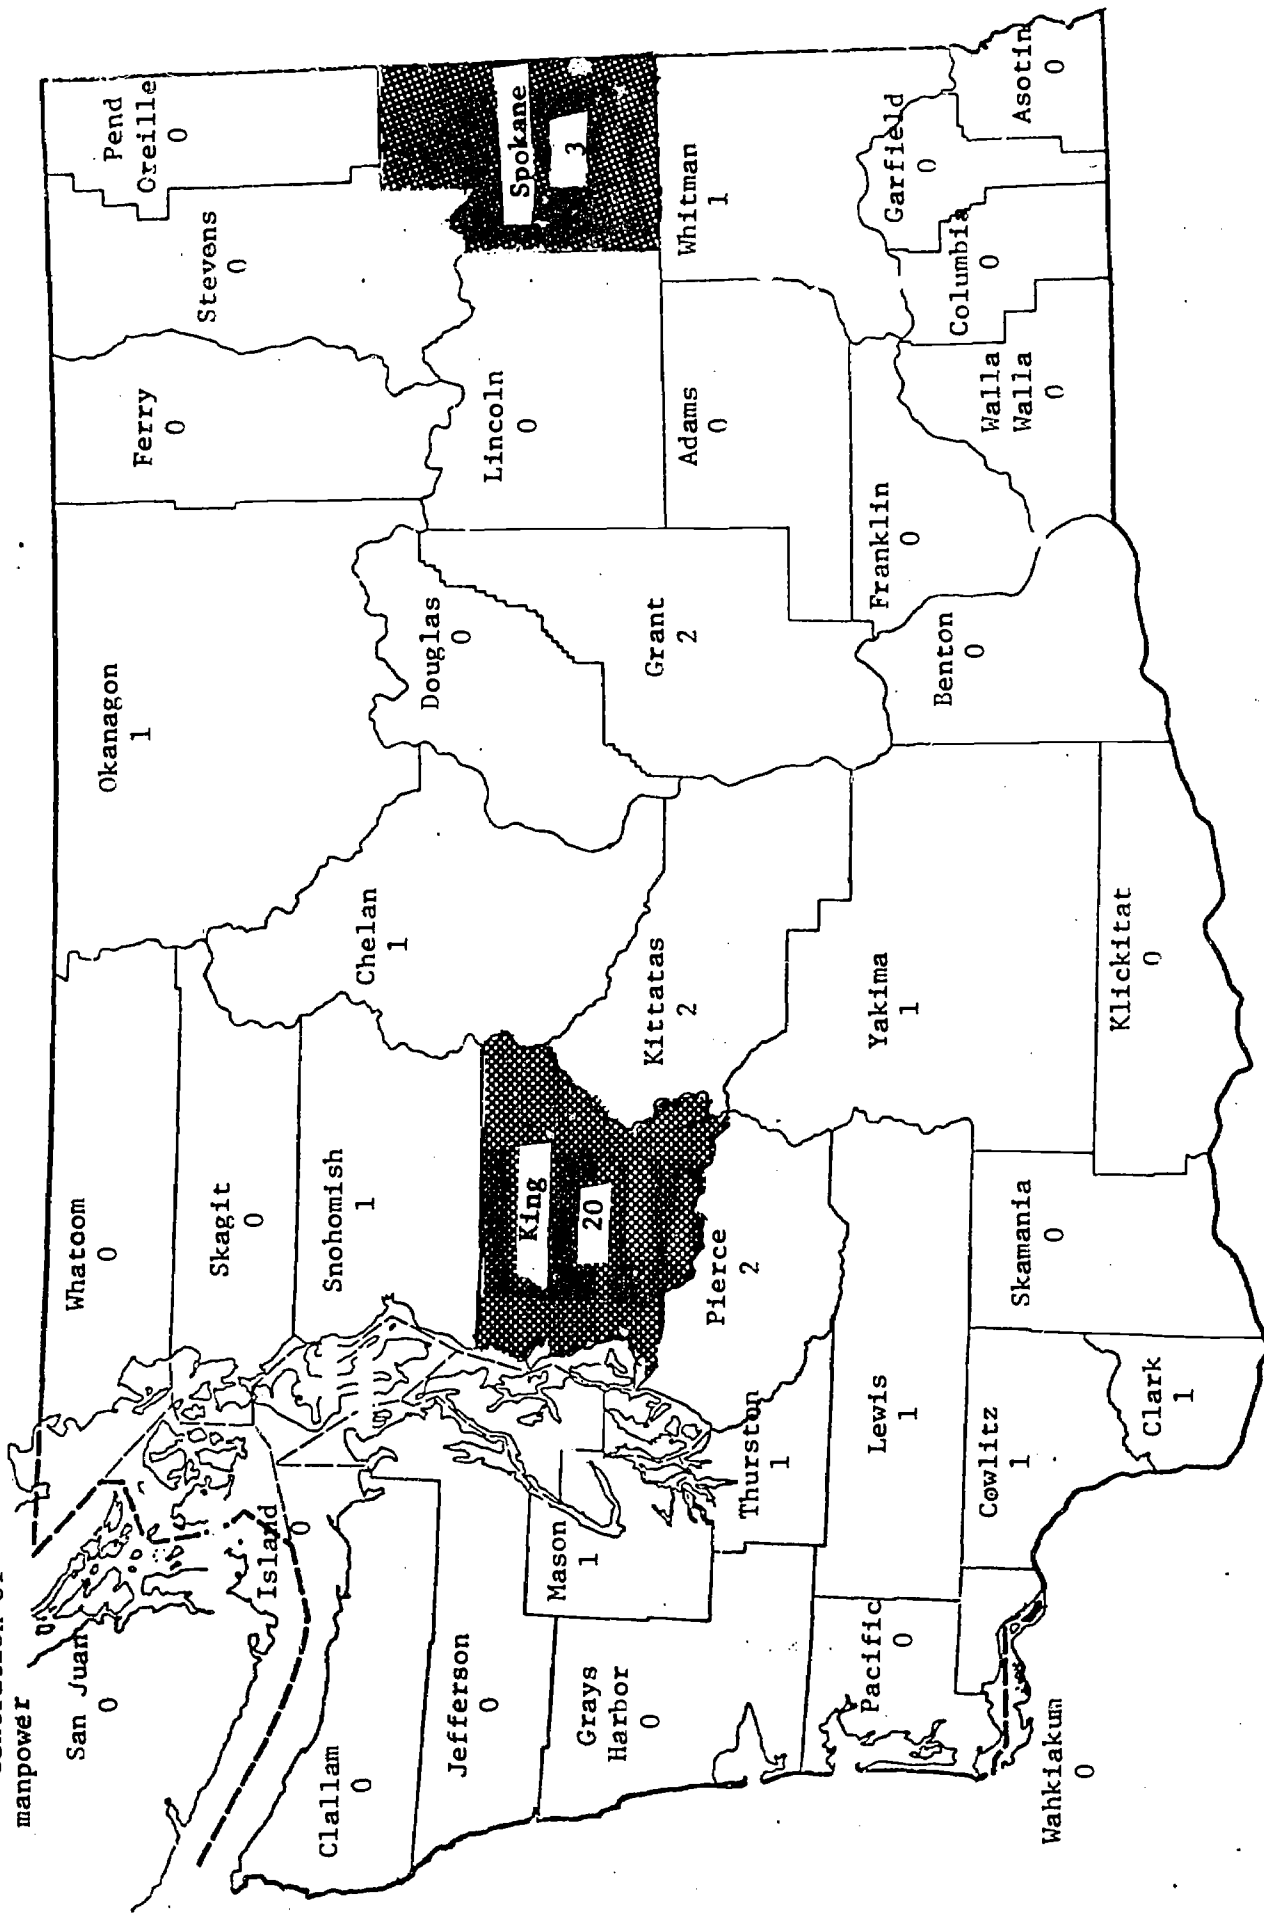 manpower
San Juan
0
Whatcom
0
Okanagon
1
Ferry
0
Stevens
0
Pend
Oreille
0
Skagit
0
Island
0
Snohomish
1
Chelan
1
Douglas
0
Lincoln
0
Spokane
3
Clallam
0
Jefferson
0
King
20
Grays
Harbor
0
Mason
1
Kittatas
2
Grant
2
Adams
0
Whitman
1
Pierce
2
Thurston
1
Pacific
0
Lewis
1
Yakima
1
Franklin
0
Benton
0
Walla
Walla
0
Columbia
0
Garfield
0
Asotin
0
Wahkiakum
0
Cowlitz
1
Clark
1
Skamania
0
Klickitat
0